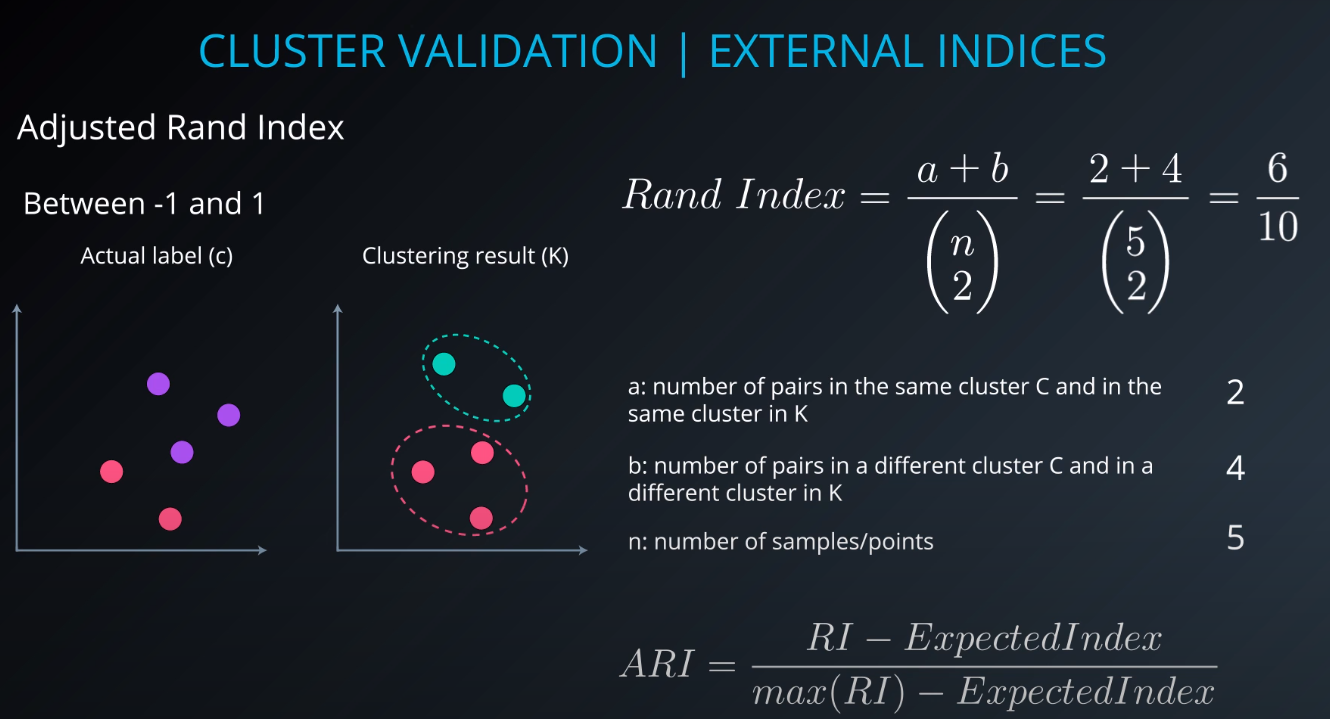 CLUSTER VALIDATION | EXTERNAL INDICES
Adjusted Rand Index
Between -1 and 1
Actual label (c)
Clustering result (K)
Rand Index = \frac{a + b}{\binom{n}{2}} = \frac{2 + 4}{\binom{5}{2}} = \frac{6}{10}
a: number of pairs in the same cluster C and in the
same cluster in K
2
b: number of pairs in a different cluster C and in a
different cluster in K
4
n: number of samples/points
5
ARI = \frac{RI - ExpectedIndex}{max(RI) - ExpectedIndex}